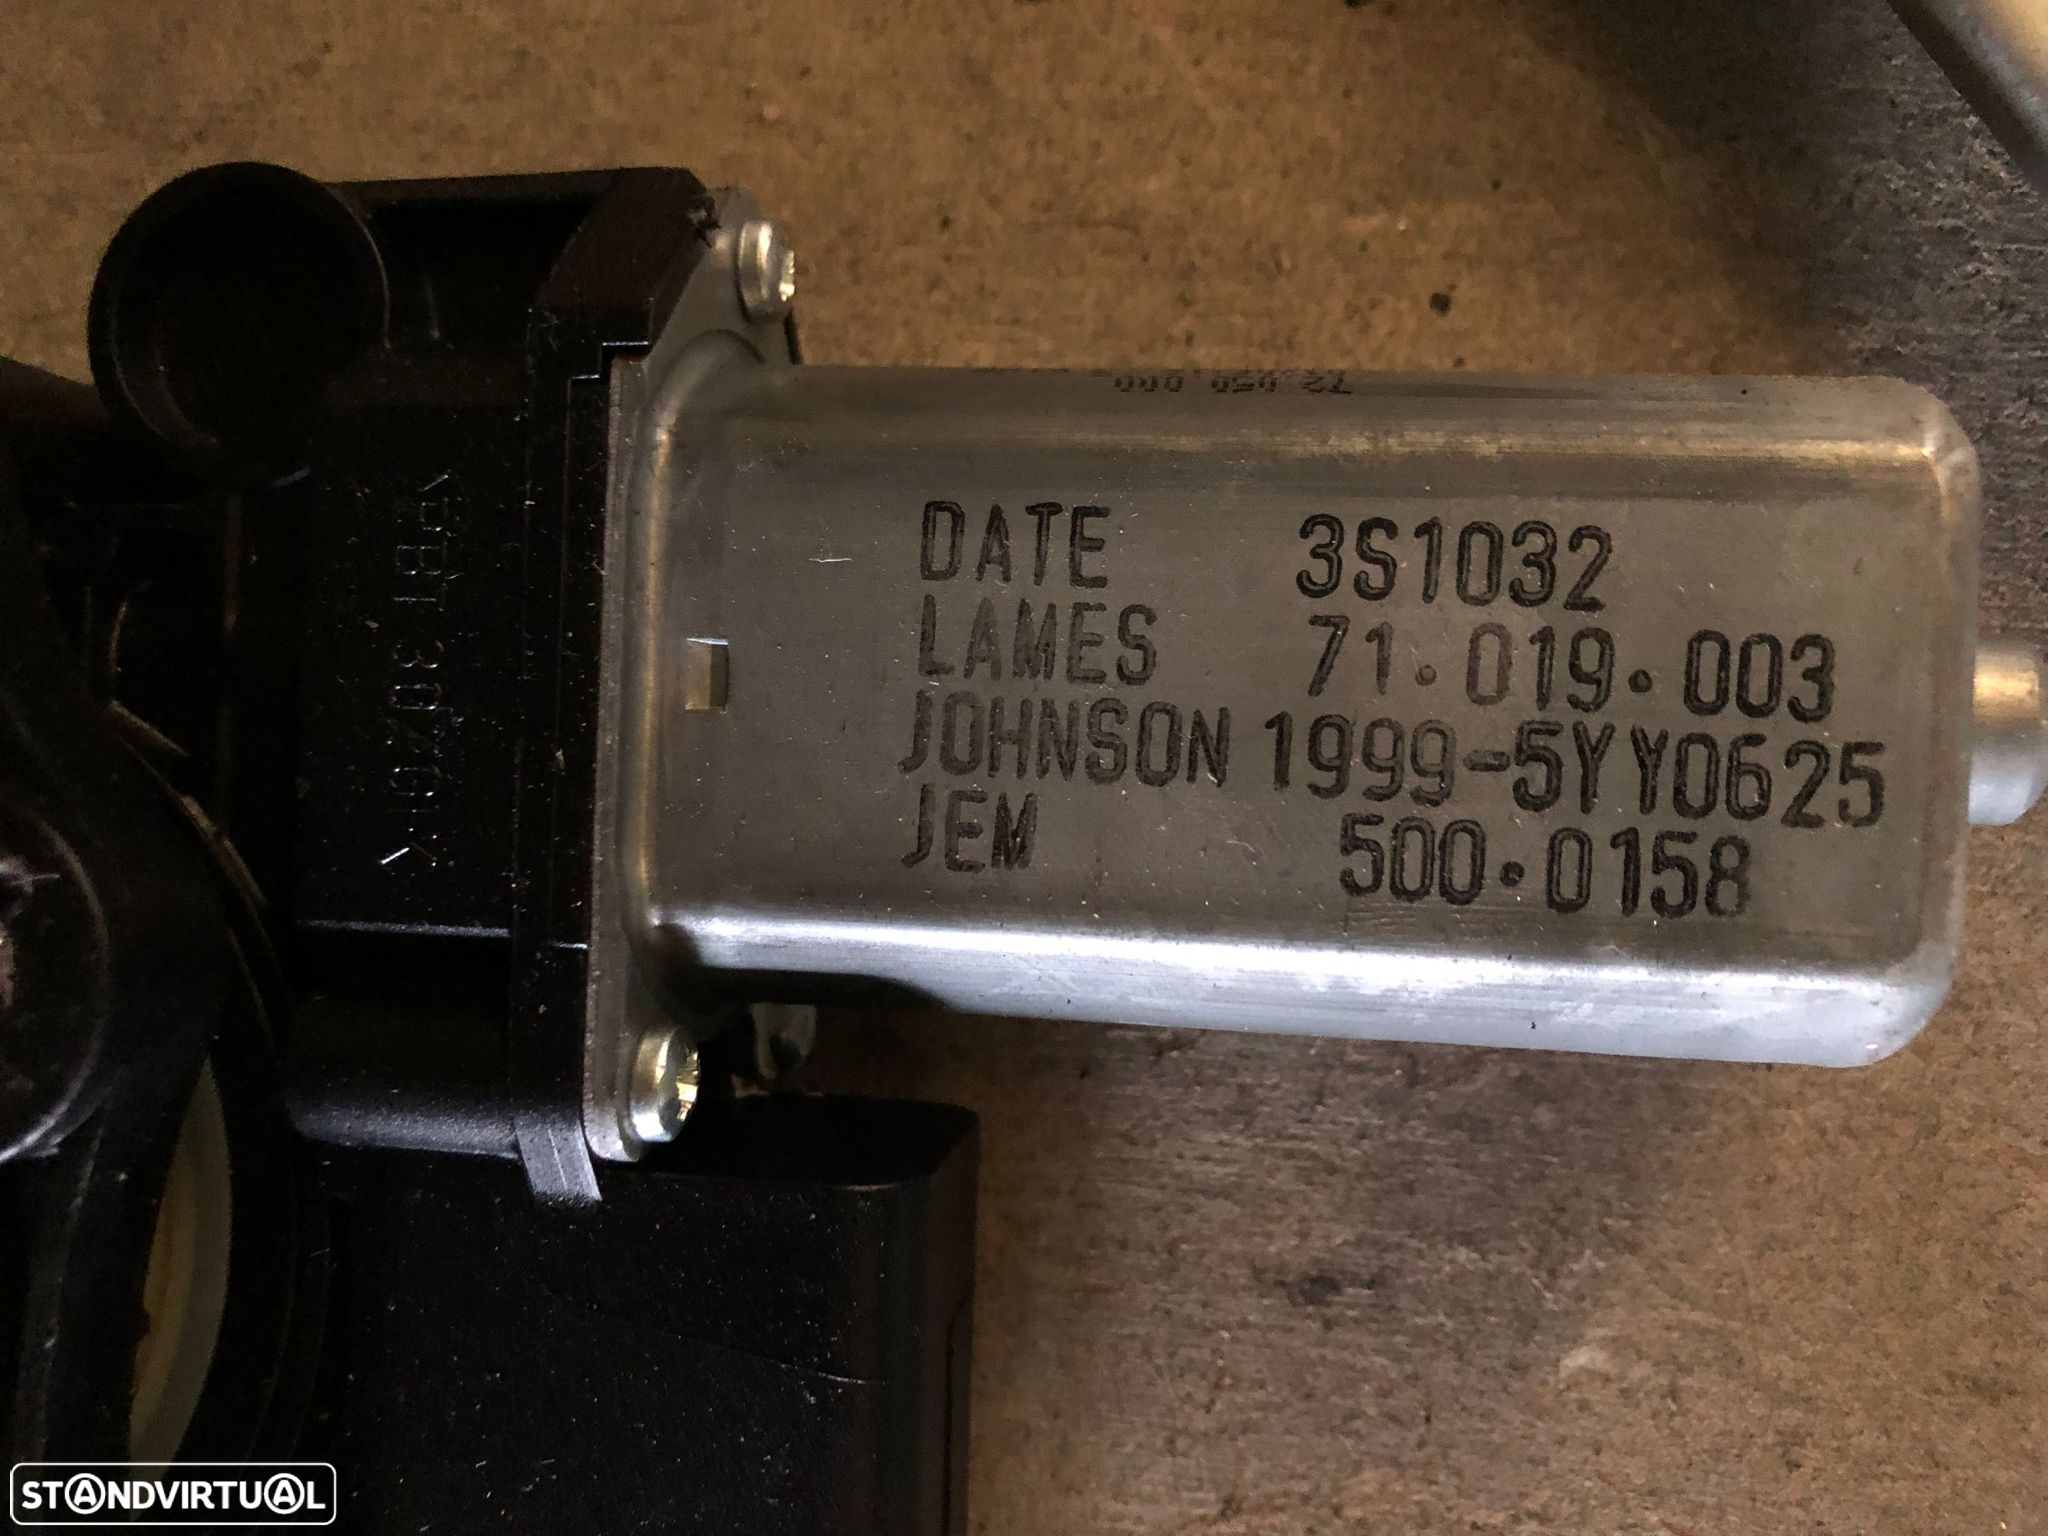 DATE 3S1032
LAMES 71.019.003
JOHNSON 1999-5YY0625
JEM 500.0158
STANDVIRTUAL